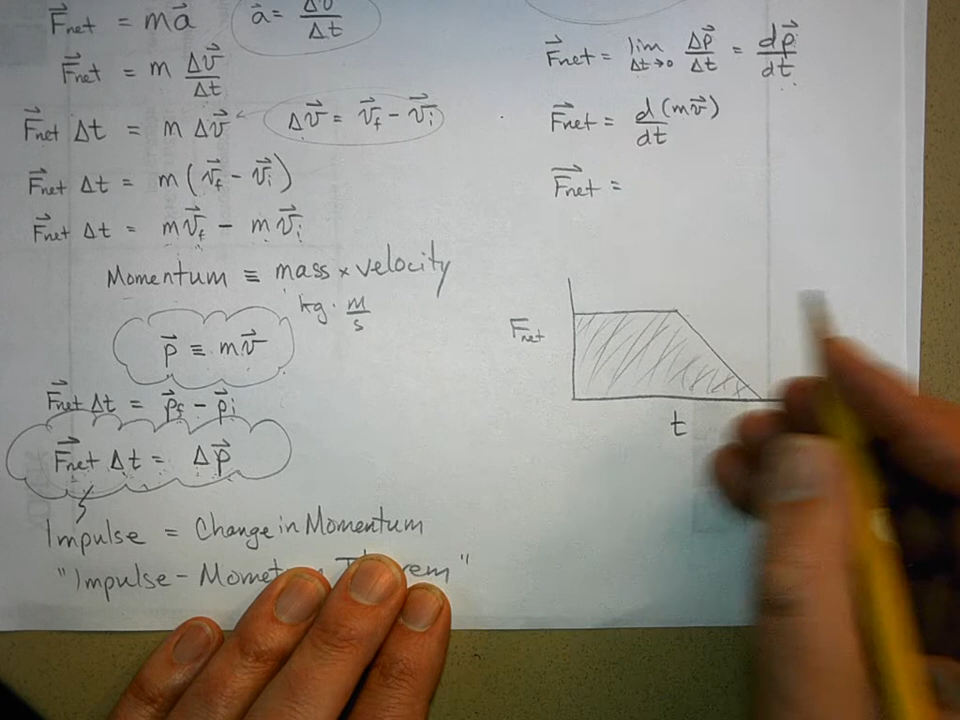 F⃗net = ma⃗
a⃗ = Δv⃗/Δt
F⃗net = m Δv⃗/Δt
F⃗net Δt = m Δv⃗
Δv⃗ = v⃗f - v⃗i
F⃗net Δt = m(v⃗f - v⃗i)
F⃗net Δt = mv⃗f - mv⃗i
Momentum ≡ mass × velocity
kg · m/s
p⃗ ≡ mv⃗
F⃗net Δt = p⃗f - p⃗i
F⃗net Δt = Δp⃗
Impulse = Change in Momentum
"Impulse -
F⃗net = lim Δt→0 Δp⃗/Δt = dp⃗/dt
F⃗net = d(mv⃗)/dt
F⃗net =
Fnet
t